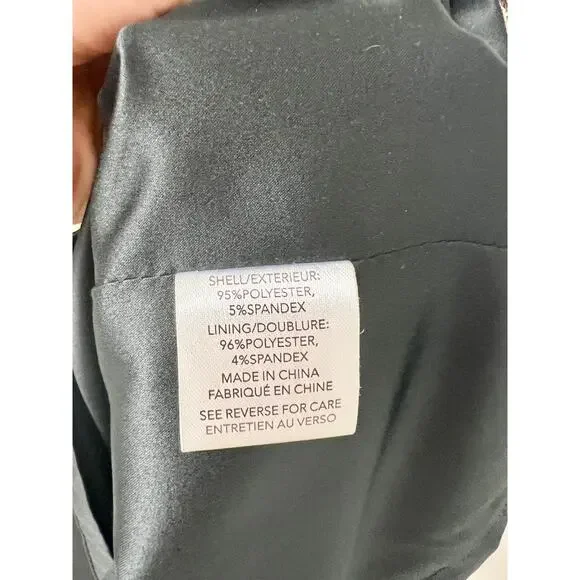 SHELL/EXTERIEUR:
95%POLYESTER,
5%SPANDEX
LINING/DOUBLURE:
96%POLYESTER,
4%SPANDEX
MADE IN CHINA
FABRIQUÉ EN CHINE
SEE REVERSE FOR CARE
ENTRETIEN AU VERSO